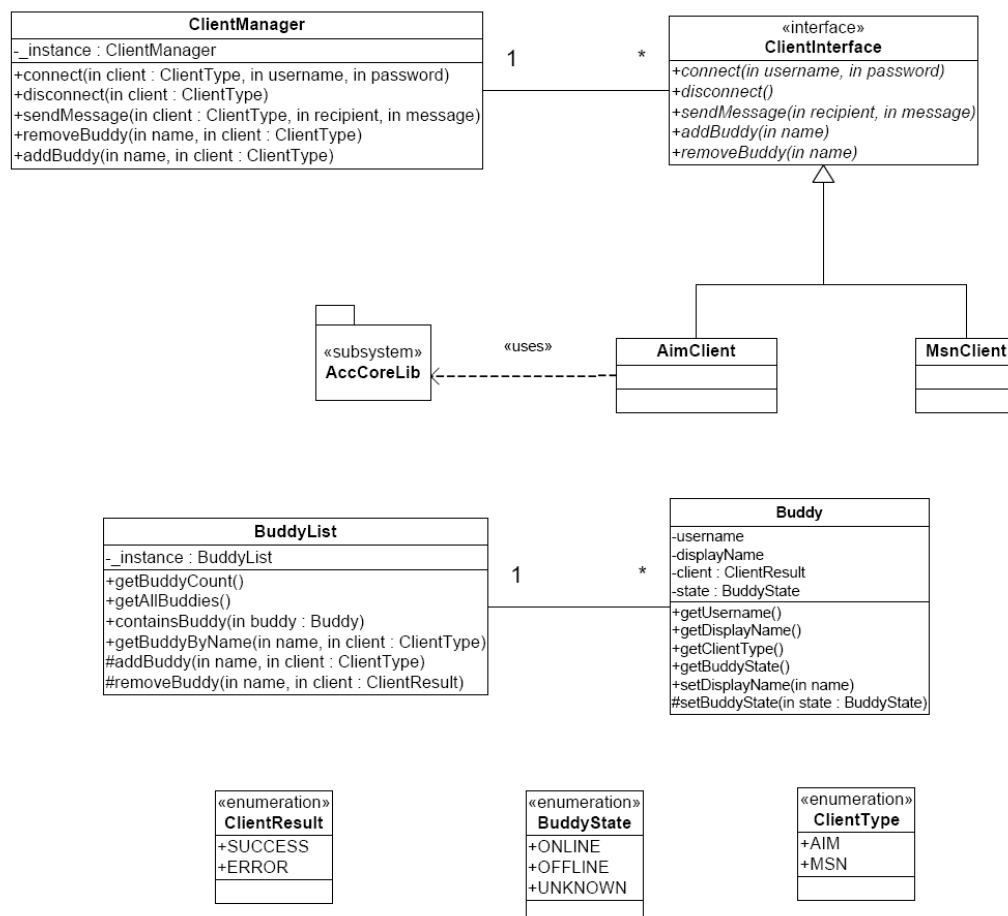 ClientManager
-_instance : ClientManager
+connect(in client : ClientType, in username, in password)
+disconnect(in client : ClientType)
+sendMessage(in client : ClientType, in recipient, in message)
+removeBuddy(in name, in client : ClientType)
+addBuddy(in name, in client : ClientType)
1
*
«interface»
ClientInterface
+connect(in username, in password)
+disconnect()
+sendMessage(in recipient, in message)
+addBuddy(in name)
+removeBuddy(in name)
«subsystem»
AccCoreLib
«uses»
AimClient
MsnClient
BuddyList
-_instance : BuddyList
+getBuddyCount()
+getAllBuddies()
+containsBuddy(in buddy : Buddy)
+getBuddyByName(in name, in client : ClientType)
#addBuddy(in name, in client : ClientType)
#removeBuddy(in name, in client : ClientResult)
1
*
Buddy
-username
-displayName
-client : ClientResult
-state : BuddyState
+getUsername()
+getDisplayName()
+getClientType()
+getBuddyState()
+setDisplayName(in name)
#setBuddyState(in state : BuddyState)
«enumeration»
ClientResult
+SUCCESS
+ERROR
«enumeration»
BuddyState
+ONLINE
+OFFLINE
+UNKNOWN
«enumeration»
ClientType
+AIM
+MSN